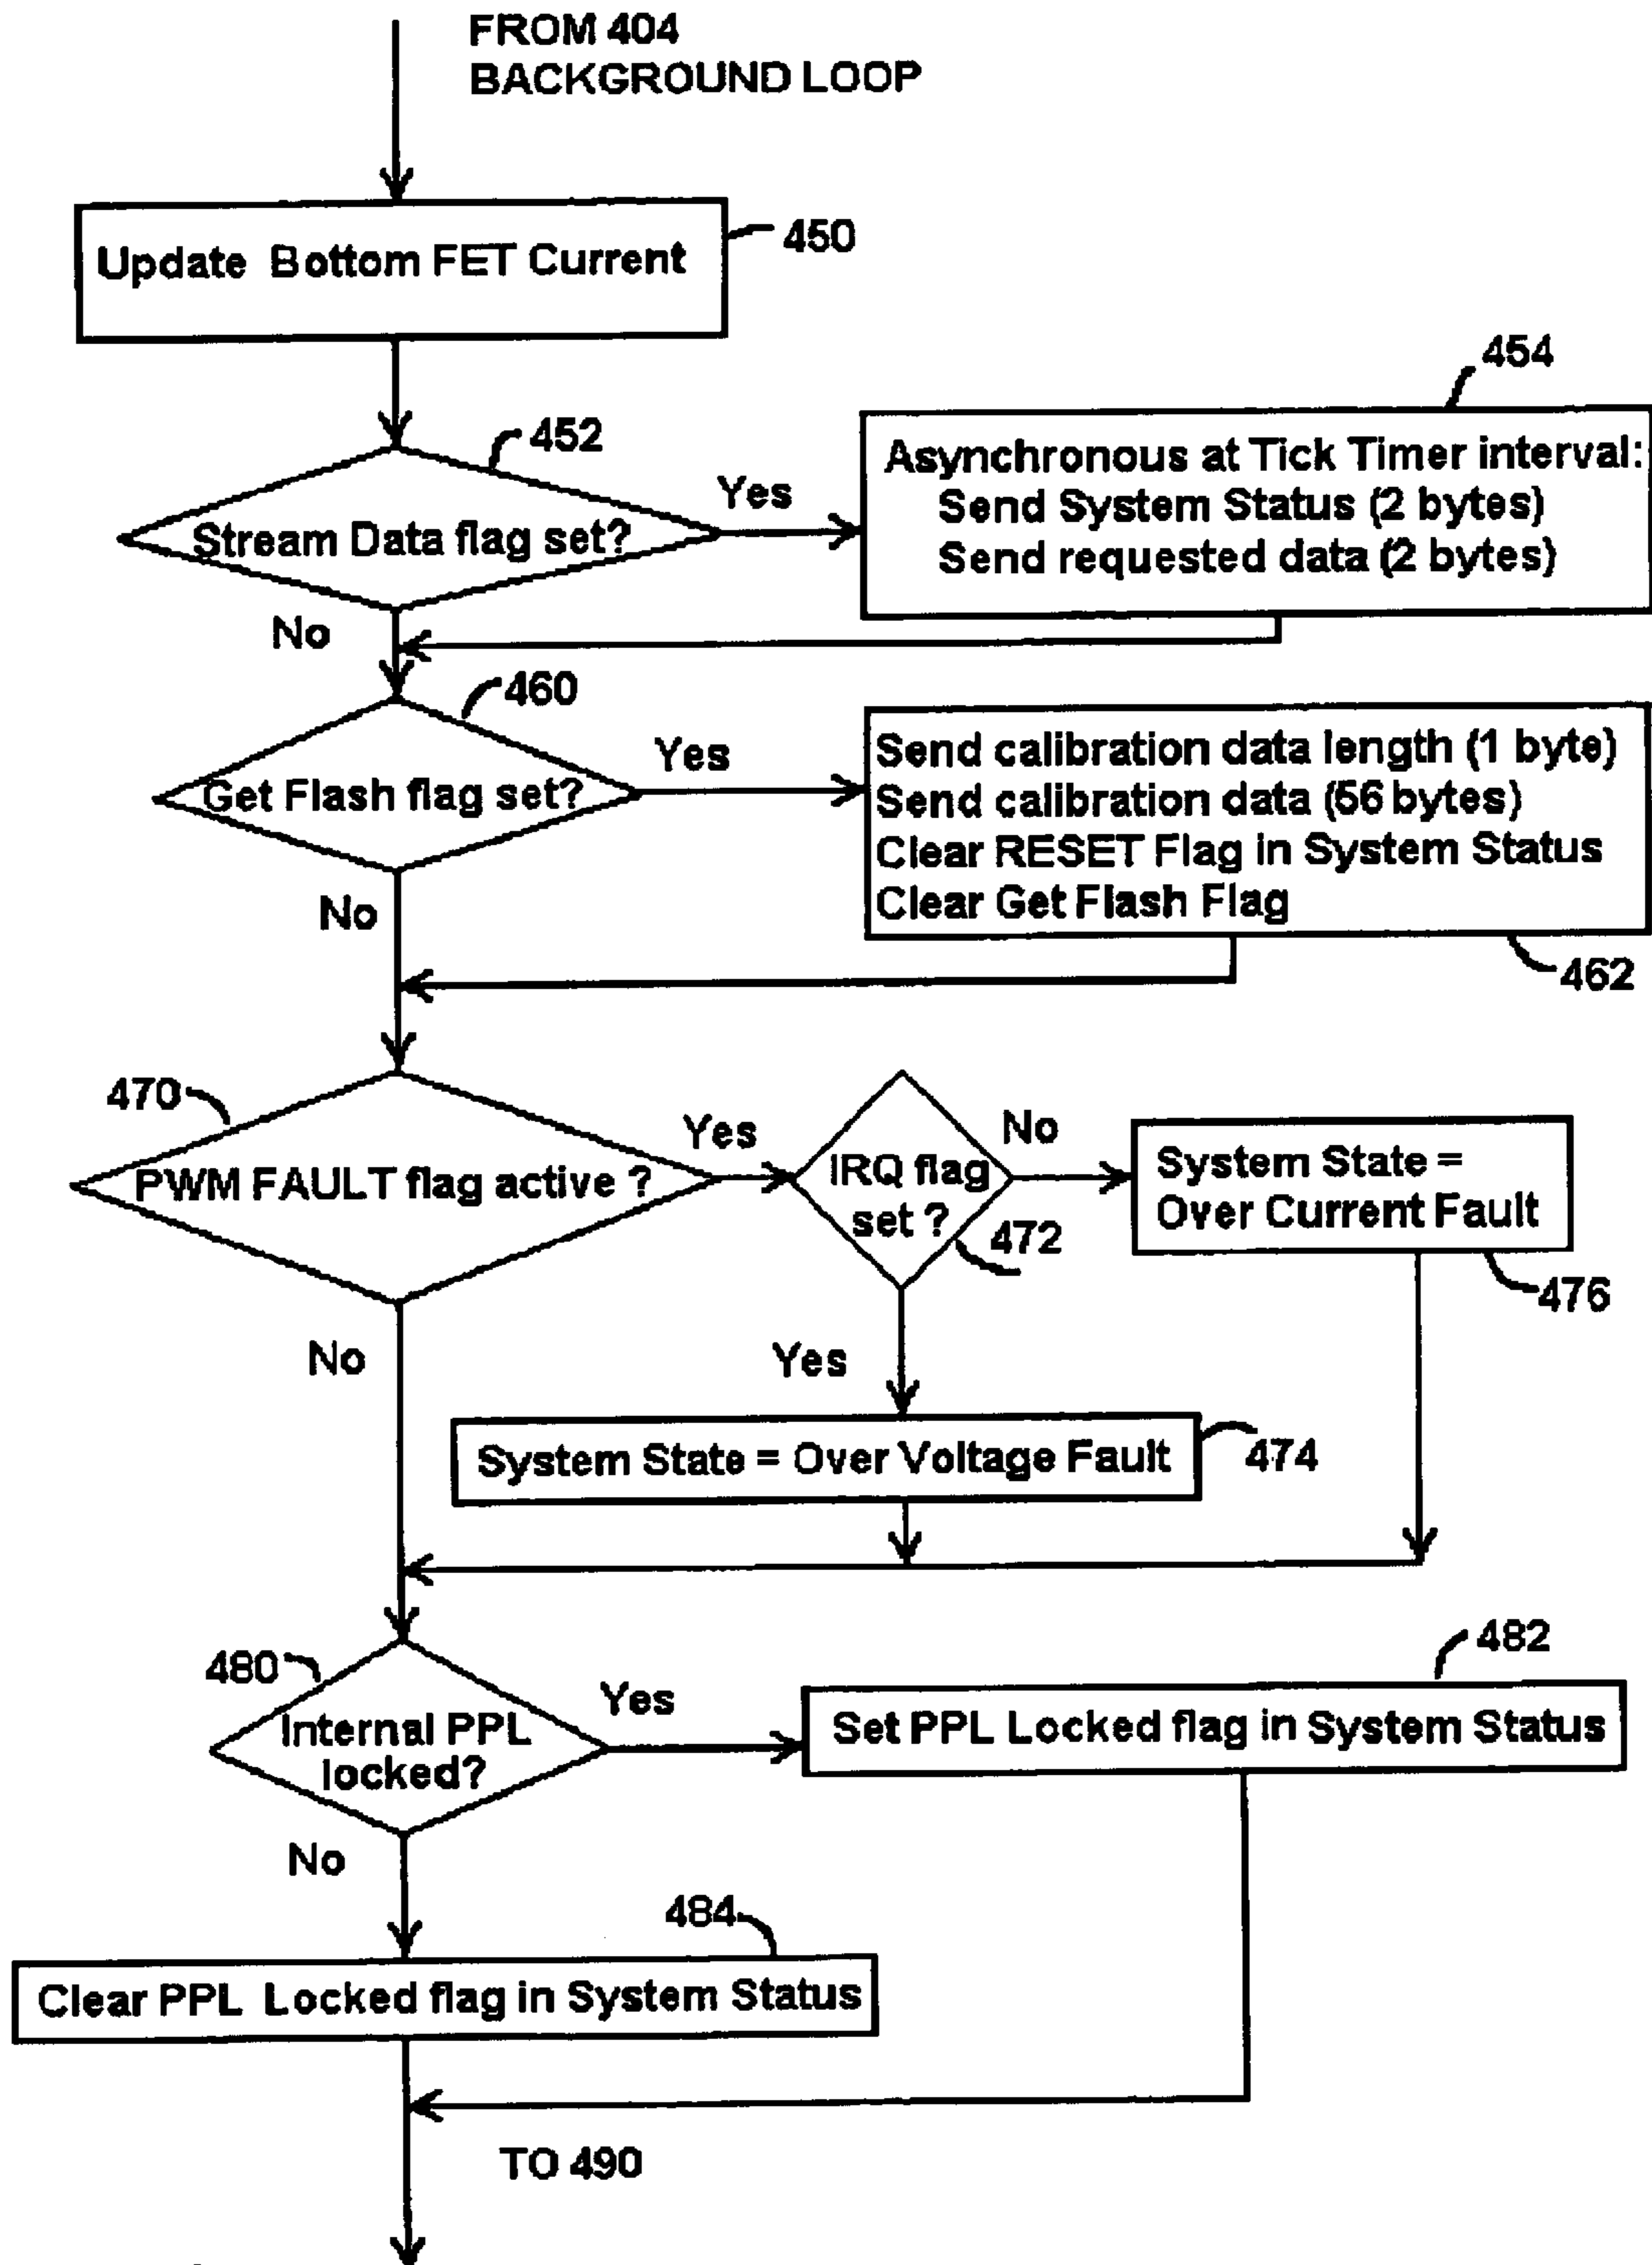 FROM 404
BACKGROUND LOOP
Update Bottom FET Current
450
454
452
Stream Data flag set?
Yes
Asynchronous at Tick Timer interval:
Send System Status (2 bytes)
Send requested data (2 bytes)
No
460
Get Flash flag set?
Yes
Send calibration data length (1 byte)
Send calibration data (56 bytes)
Clear RESET Flag in System Status
Clear Get Flash Flag
No
462
470
PWM FAULT flag active ?
Yes
IRQ flag
set ?
472
No
System State =
Over Current Fault
476
No
Yes
System State = Over Voltage Fault
474
480
Internal PPL
locked?
Yes
482
Set PPL Locked flag in System Status
No
484
Clear PPL Locked flag in System Status
TO 490